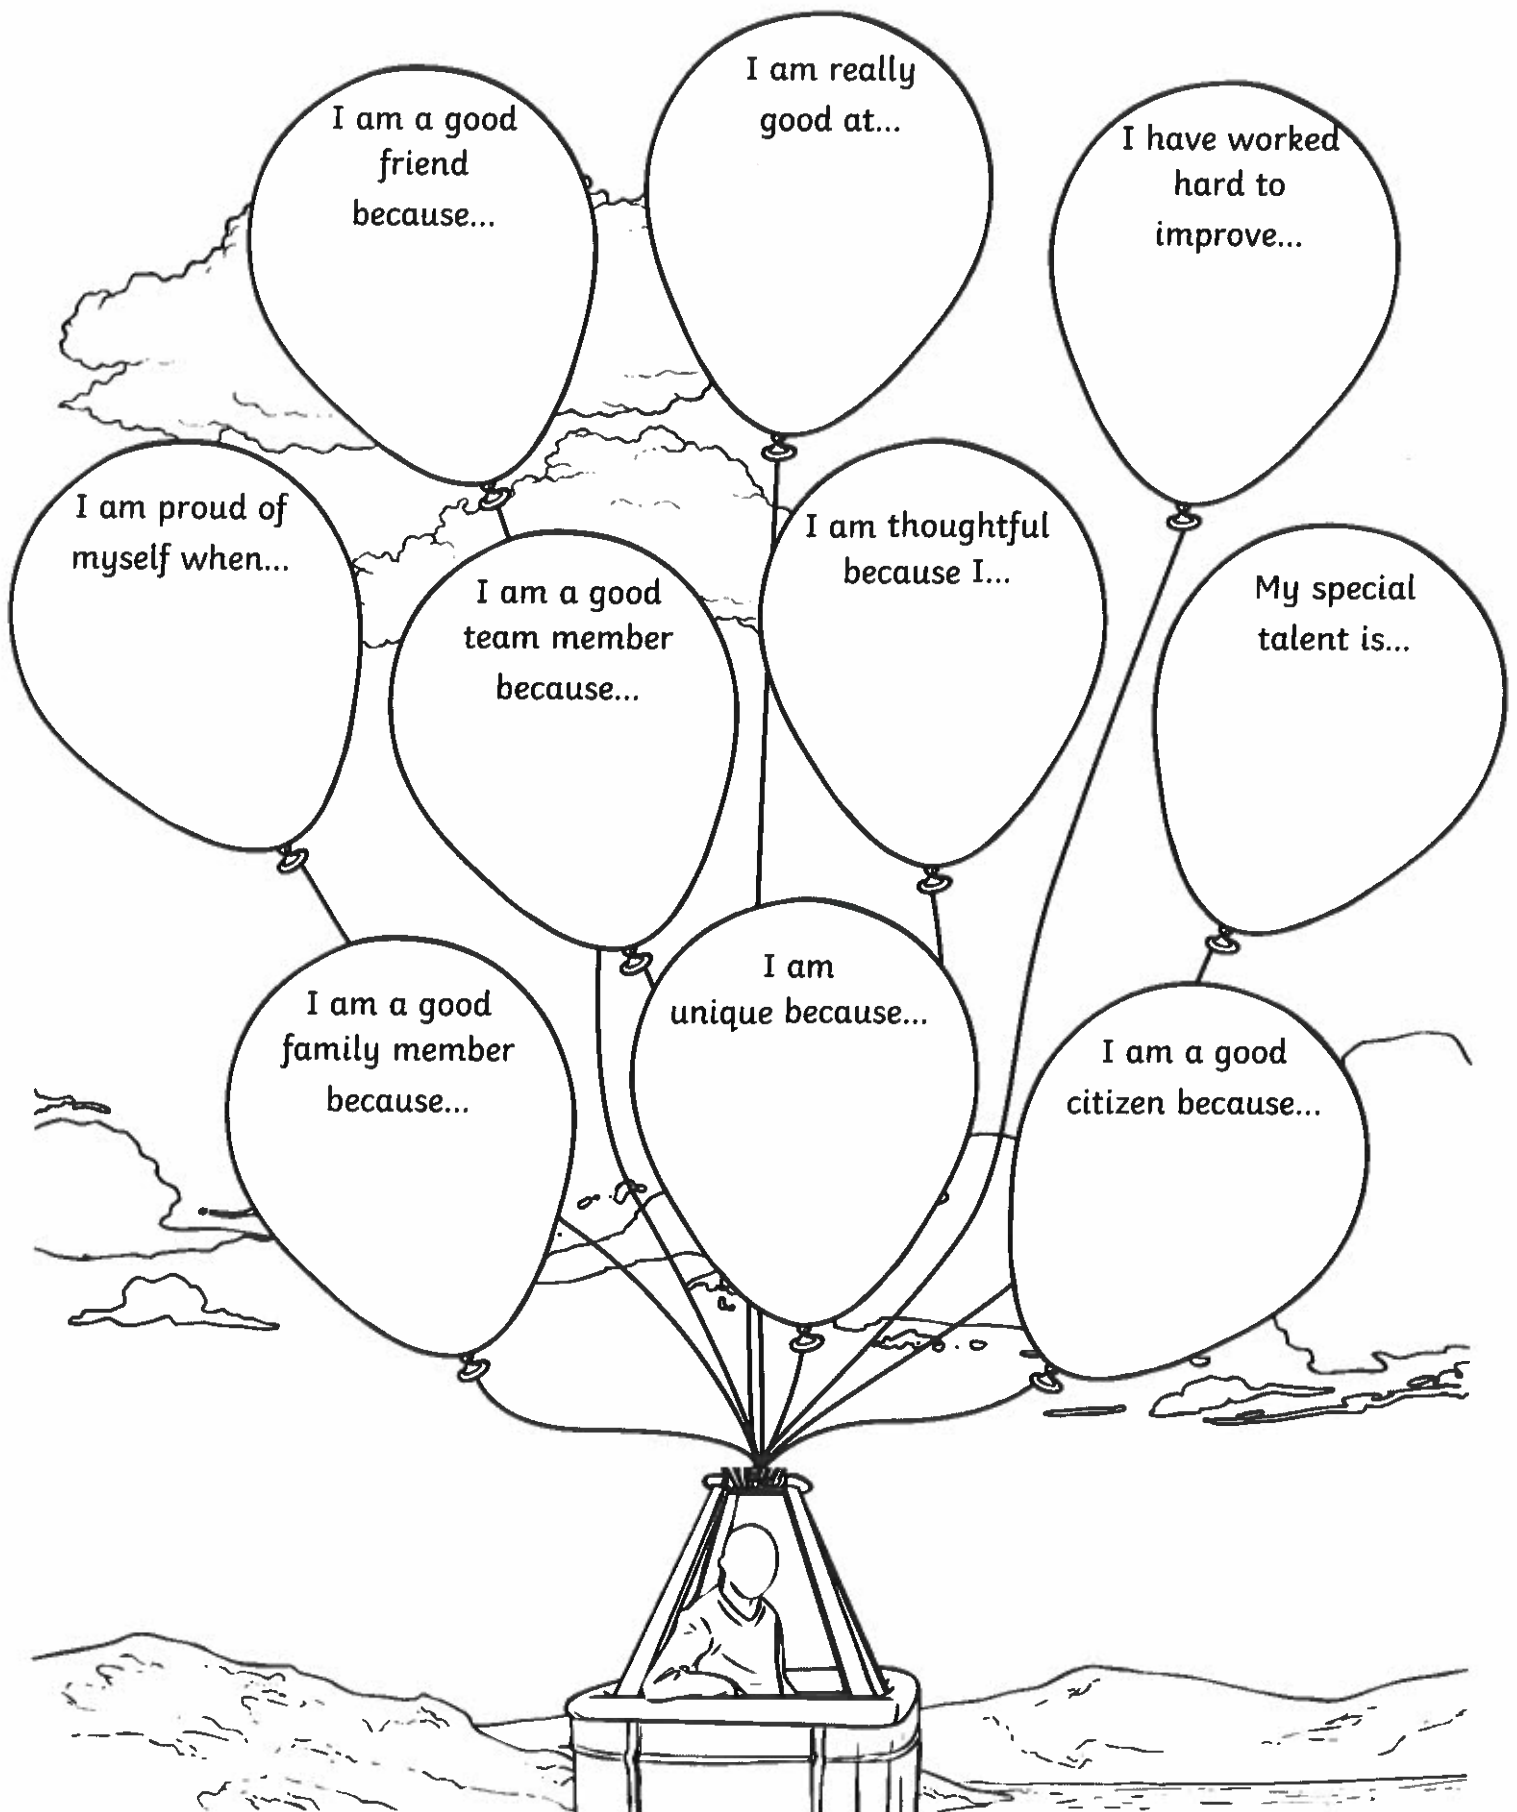 I am a good
friend
because...
I am really
good at...
I have worked
hard to
improve...
I am proud of
myself when...
I am a good
team member
because...
I am thoughtful
because I...
My special
talent is...
I am a good
family member
because...
I am
unique because...
I am a good
citizen because...